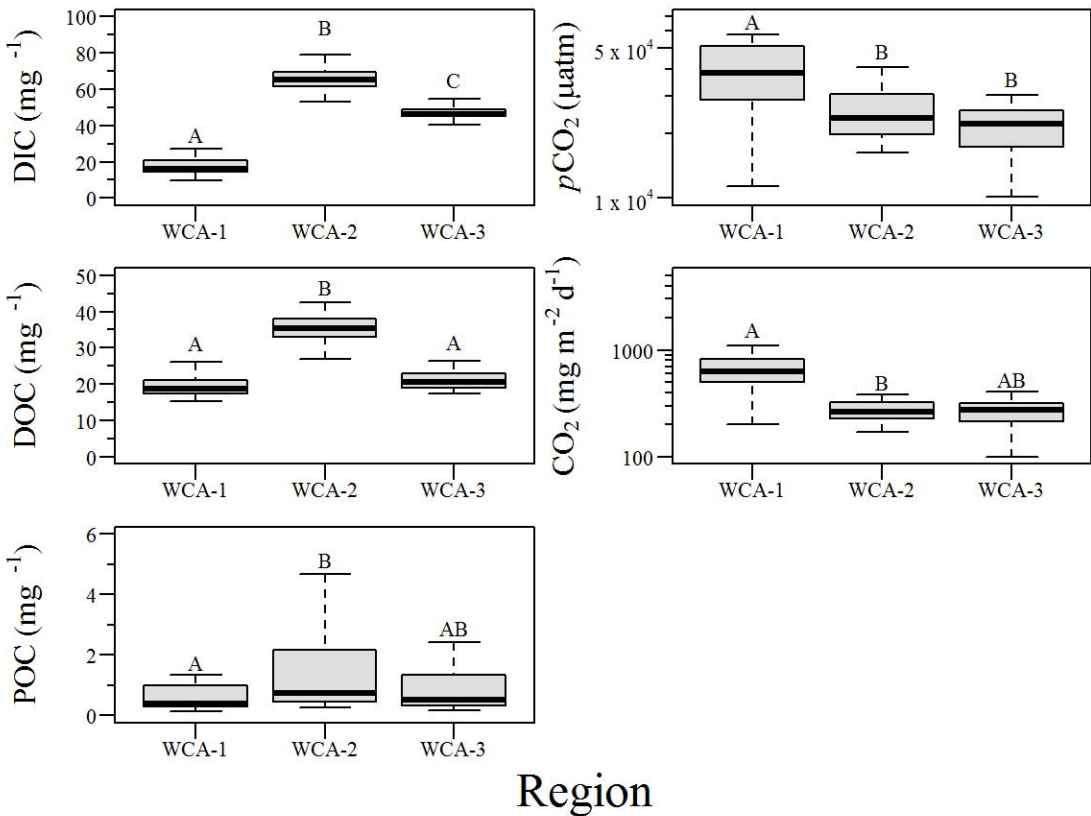 DIC (mg ⁻¹)
100
80
60
40
20
0
A
B
C
WCA-1 WCA-2 WCA-3
pCO₂ (µatm)
5 x 10⁴
1 x 10⁴
A
B
B
WCA-1 WCA-2 WCA-3
DOC (mg ⁻¹)
50
40
30
20
10
0
A
B
A
WCA-1 WCA-2 WCA-3
CO₂ (mg m⁻² d⁻¹)
1000
100
A
B
AB
WCA-1 WCA-2 WCA-3
POC (mg ⁻¹)
6
4
2
0
A
B
AB
WCA-1 WCA-2 WCA-3
Region